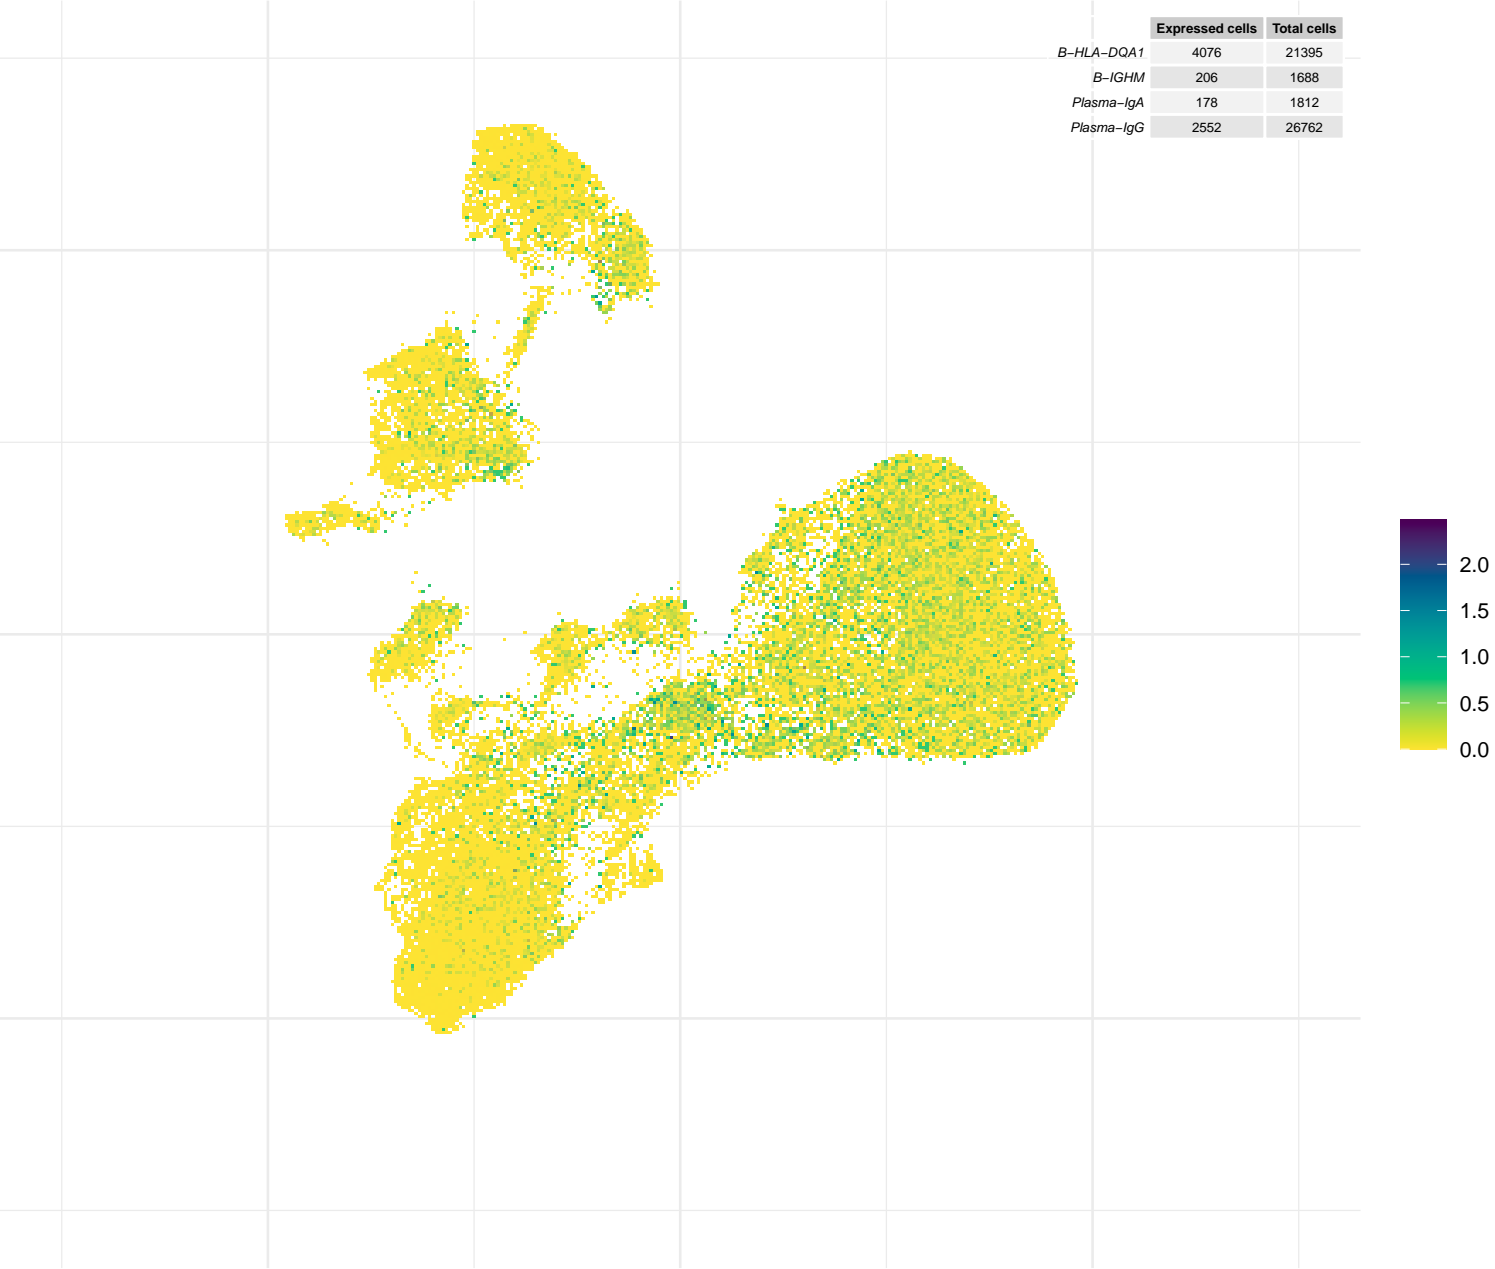 Expressed cells Total cells
B−HLA−DQA1 4076 21395
B−IGHM 206 1688
Plasma−IgA 178 1812
Plasma−IgG 2552 26762
2.0
1.5
1.0
0.5
0.0